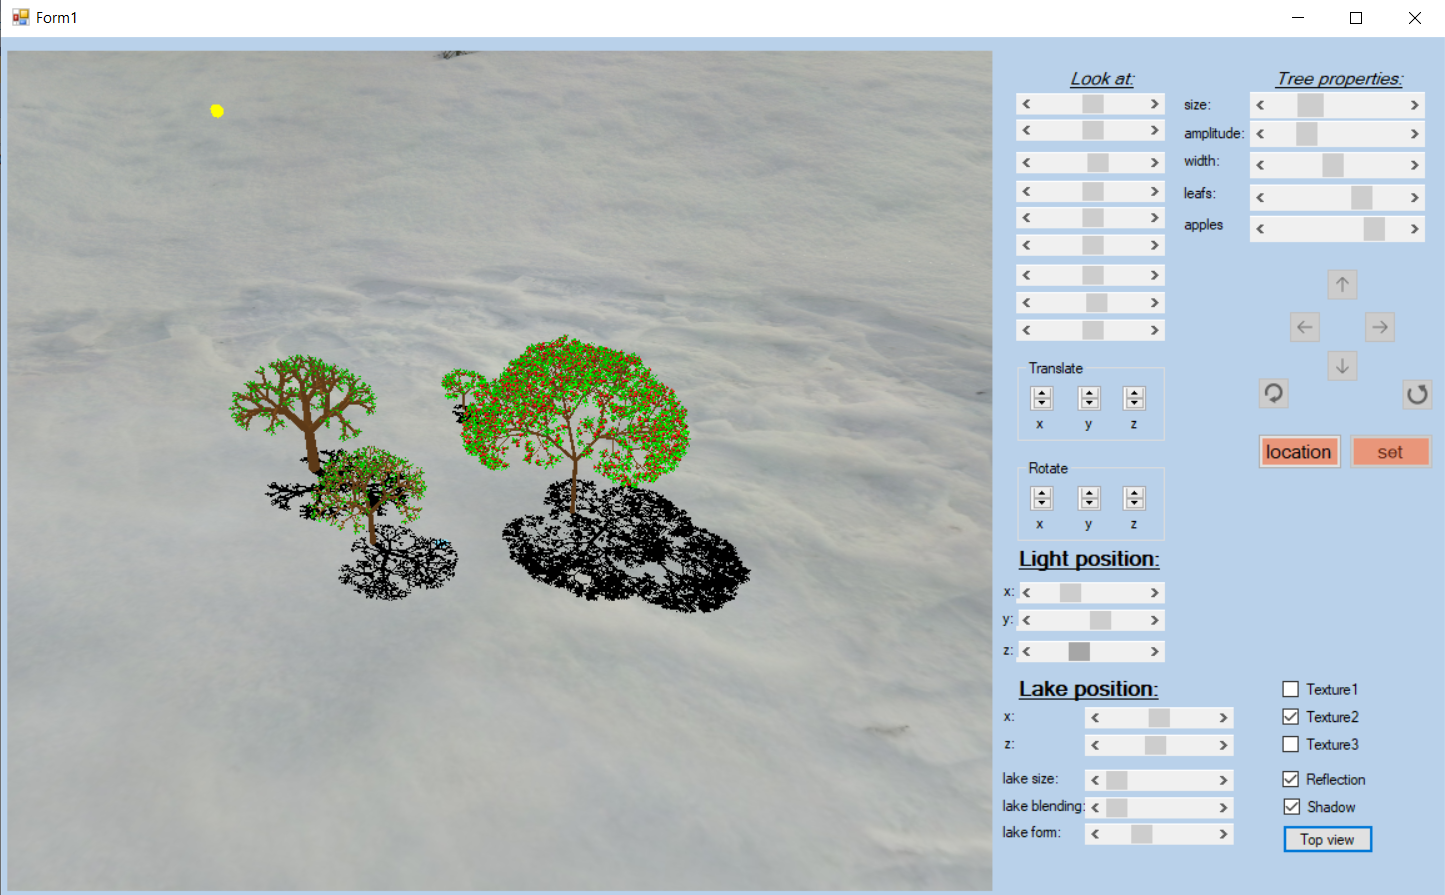 Form1
Look at:
Tree properties:
size:
amplitude:
width:
leafs:
apples
Translate
x y z
location set
Rotate
x y z
Light position:
x:
y:
z:
Lake position:
x:
z:
lake size:
lake blending:
lake form:
Texture1
Texture2
Texture3
Reflection
Shadow
Top view